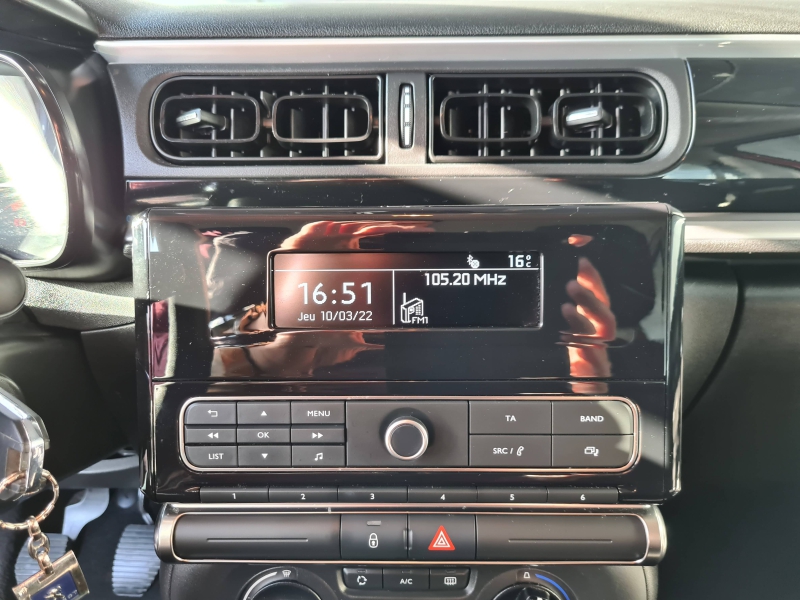 16°C
105.20 MHz
16:51
Jeu 10/03/22
FM1
MENU
TA
BAND
OK
LIST
SRC /
1 2 3 4 5 6
A/C